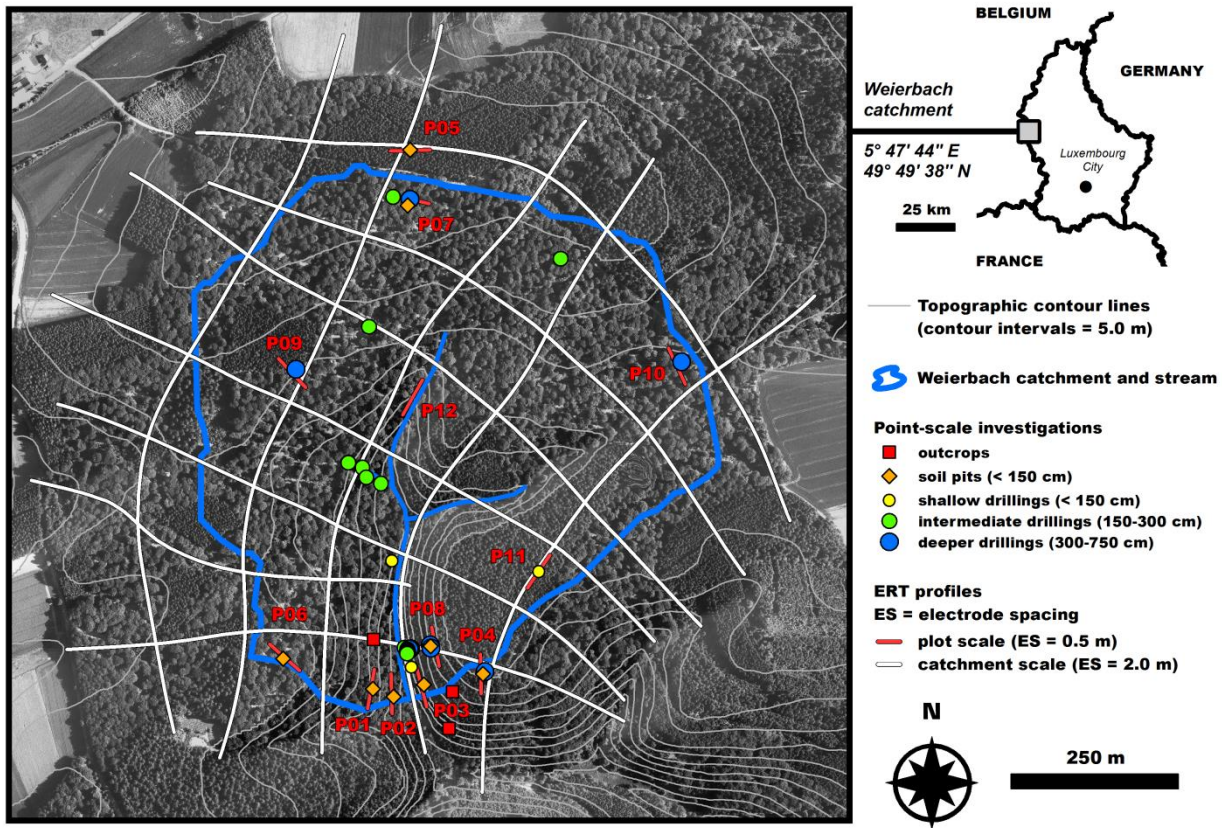 P05
P07
P09
P10
P12
P11
P06
P08
P04
P03
P01
P02
BELGIUM
GERMANY
Weierbach
catchment
5° 47' 44" E
49° 49' 38" N
Luxembourg
City
25 km
FRANCE
Topographic contour lines
(contour intervals = 5.0 m)
Weierbach catchment and stream
Point-scale investigations
outcrops
soil pits (< 150 cm)
shallow drillings (< 150 cm)
intermediate drillings (150-300 cm)
deeper drillings (300-750 cm)
ERT profiles
ES = electrode spacing
plot scale (ES = 0.5 m)
catchment scale (ES = 2.0 m)
N
250 m